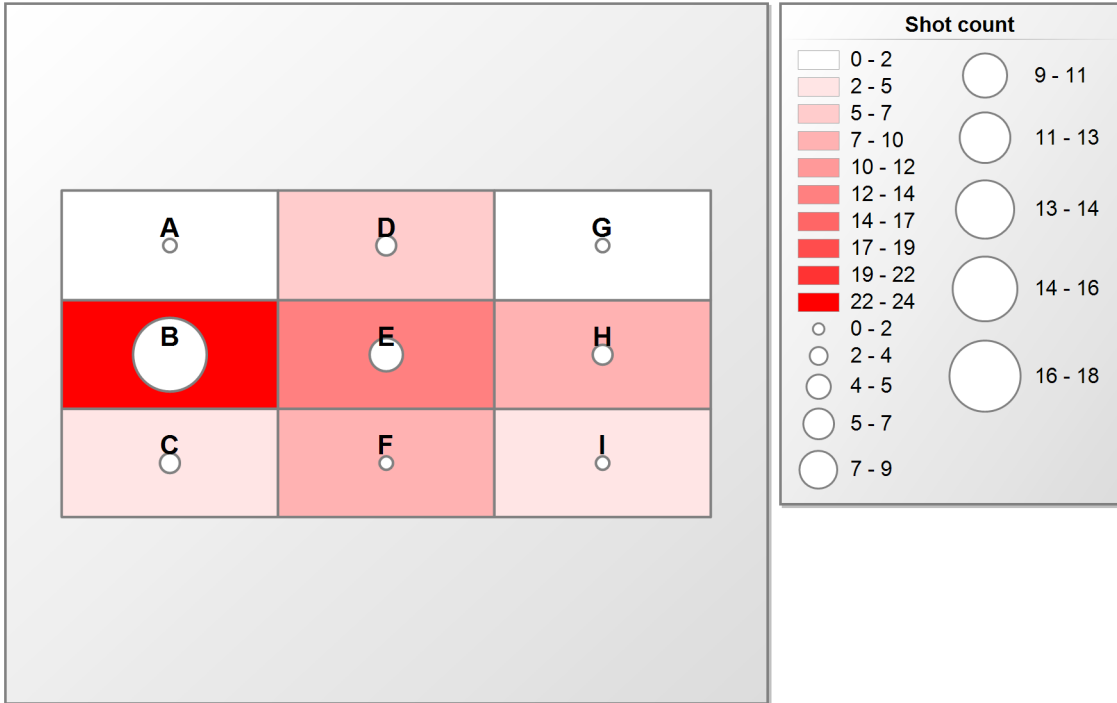 Shot count
0 - 2
2 - 5
5 - 7
7 - 10
10 - 12
12 - 14
14 - 17
17 - 19
19 - 22
22 - 24
0 - 2
2 - 4
4 - 5
5 - 7
7 - 9
9 - 11
11 - 13
13 - 14
14 - 16
16 - 18
A D G
B E H
C F I